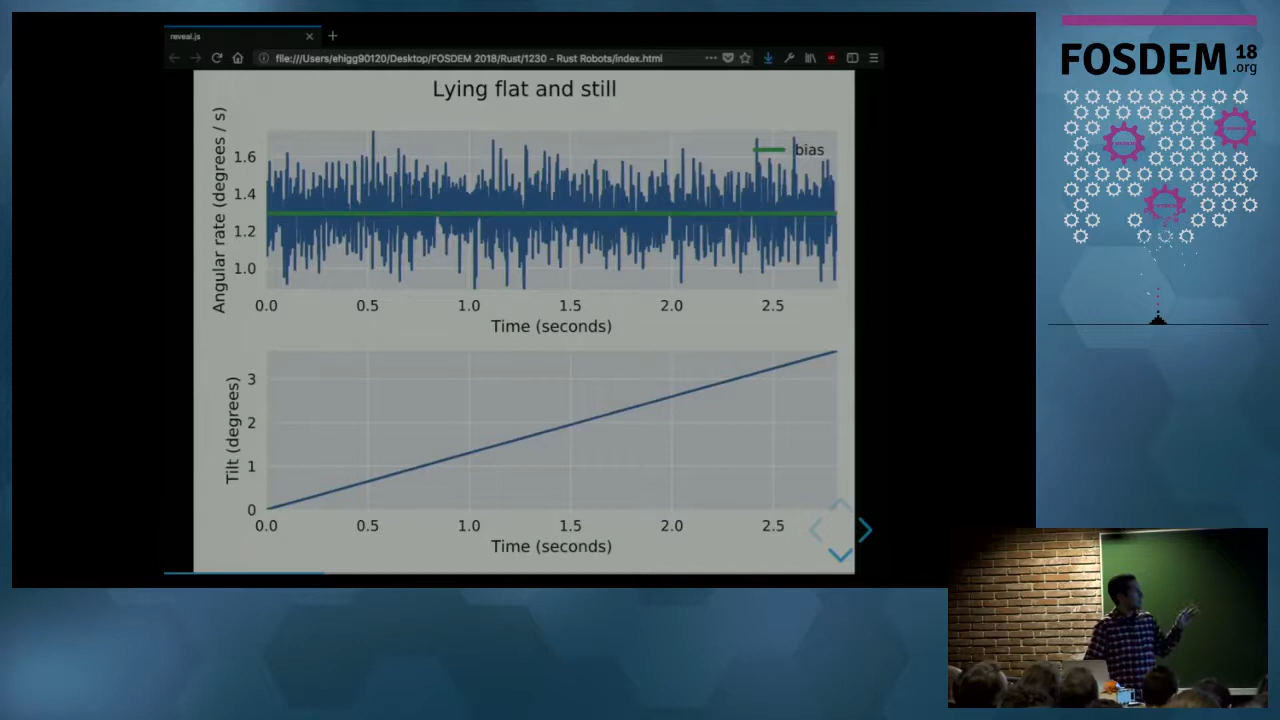 reveal.js
file:///Users/ehigg90120/Desktop/FOSDEM 2018/Rust/1230 - Rust Robots/index.html
FOSDEM 18 .org
Lying flat and still
Angular rate (degrees / s)
1.6
1.4
1.2
1.0
bias
0.0 0.5 1.0 1.5 2.0 2.5
Time (seconds)
Tilt (degrees)
3
2
1
0
0.0 0.5 1.0 1.5 2.0 2.5
Time (seconds)